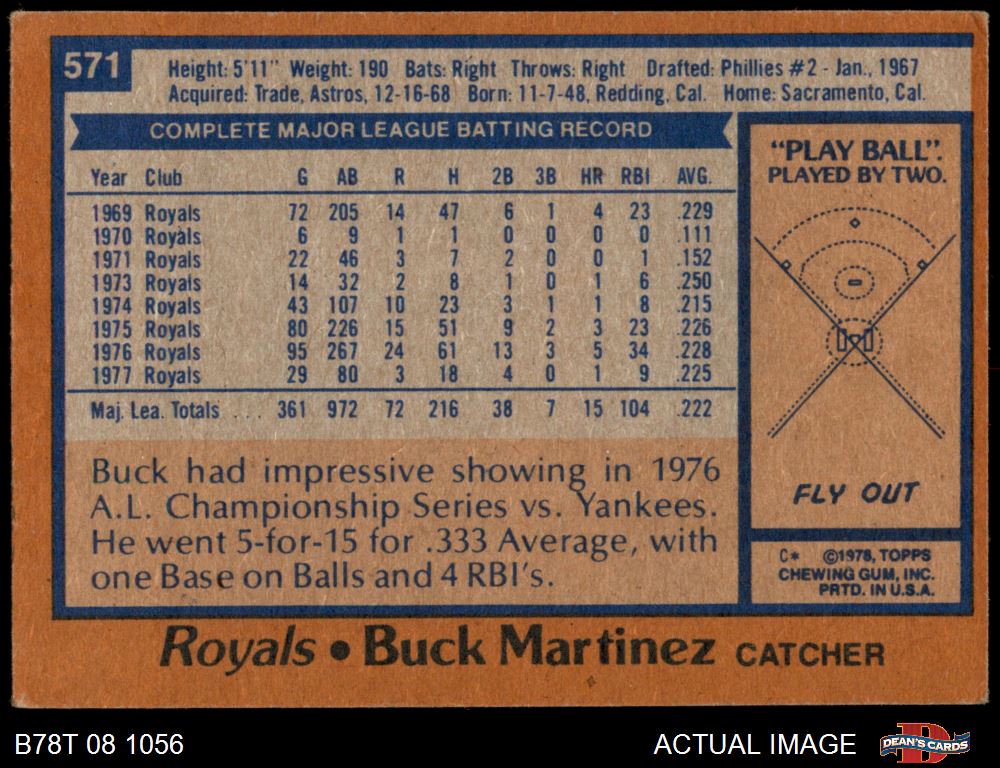 571
Height: 5'11" Weight: 190 Bats: Right Throws: Right Drafted: Phillies #2 - Jan., 1967
Acquired: Trade, Astros, 12-16-68 Born: 11-7-48, Redding, Cal. Home: Sacramento, Cal.
COMPLETE MAJOR LEAGUE BATTING RECORD
Year Club G AB R H 2B 3B HR RBI AVG.
1969 Royals 72 205 14 47 6 1 4 23 .229
1970 Royals 6 9 1 1 0 0 0 0 .111
1971 Royals 22 46 3 7 2 0 0 1 .152
1973 Royals 14 32 2 8 1 0 1 6 .250
1974 Royals 43 107 10 23 3 1 1 8 .215
1975 Royals 80 226 15 51 9 2 3 23 .226
1976 Royals 95 267 24 61 13 3 5 34 .228
1977 Royals 29 80 3 18 4 0 1 9 .225
Maj. Lea. Totals ... 361 972 72 216 38 7 15 104 .222
Buck had impressive showing in 1976
A.L. Championship Series vs. Yankees.
He went 5-for-15 for .333 Average, with
one Base on Balls and 4 RBI's.
"PLAY BALL".
PLAYED BY TWO.
FLY OUT
C* ©1978, TOPPS
CHEWING GUM, INC.
PRTD. IN U.S.A.
Royals • Buck Martinez CATCHER
B78T 08 1056
ACTUAL IMAGE
DEAN'S CARDS